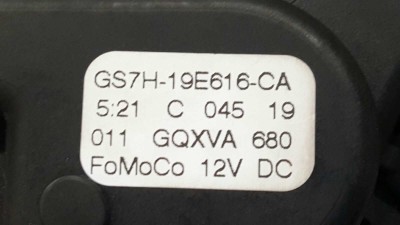 GS7H-19E616-CA
5:21 C 045 19
011 GQXVA 680
FoMoCo 12V DC